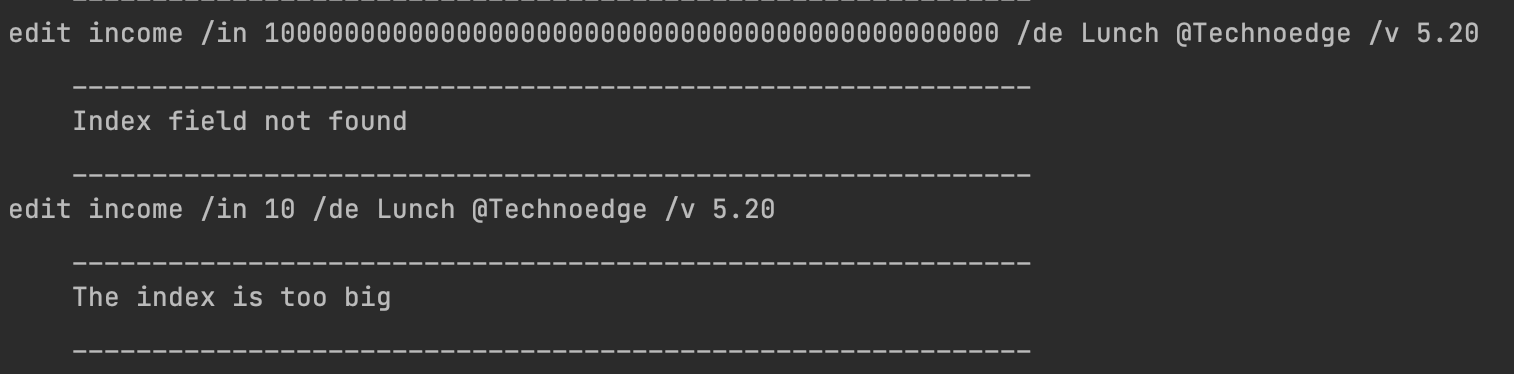 ____________________________________________________________
edit income /in 1000000000000000000000000000000000000000000000 /de Lunch @Technoedge /v 5.20
____________________________________________________________
Index field not found
____________________________________________________________
edit income /in 10 /de Lunch @Technoedge /v 5.20
____________________________________________________________
The index is too big
____________________________________________________________